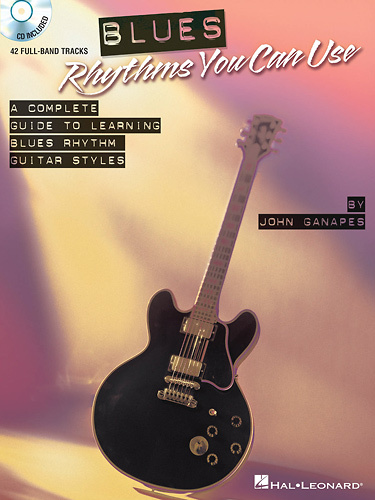 CD INCLUDED
42 FULL-BAND TRACKS
BLUES
Rhythms You Can Use
A COMPLETE
GUIDE TO LEARNING
BLUES RHYTHM
GUITAR STYLES
BY
JOHN GANAPES
HAL•LEONARD®